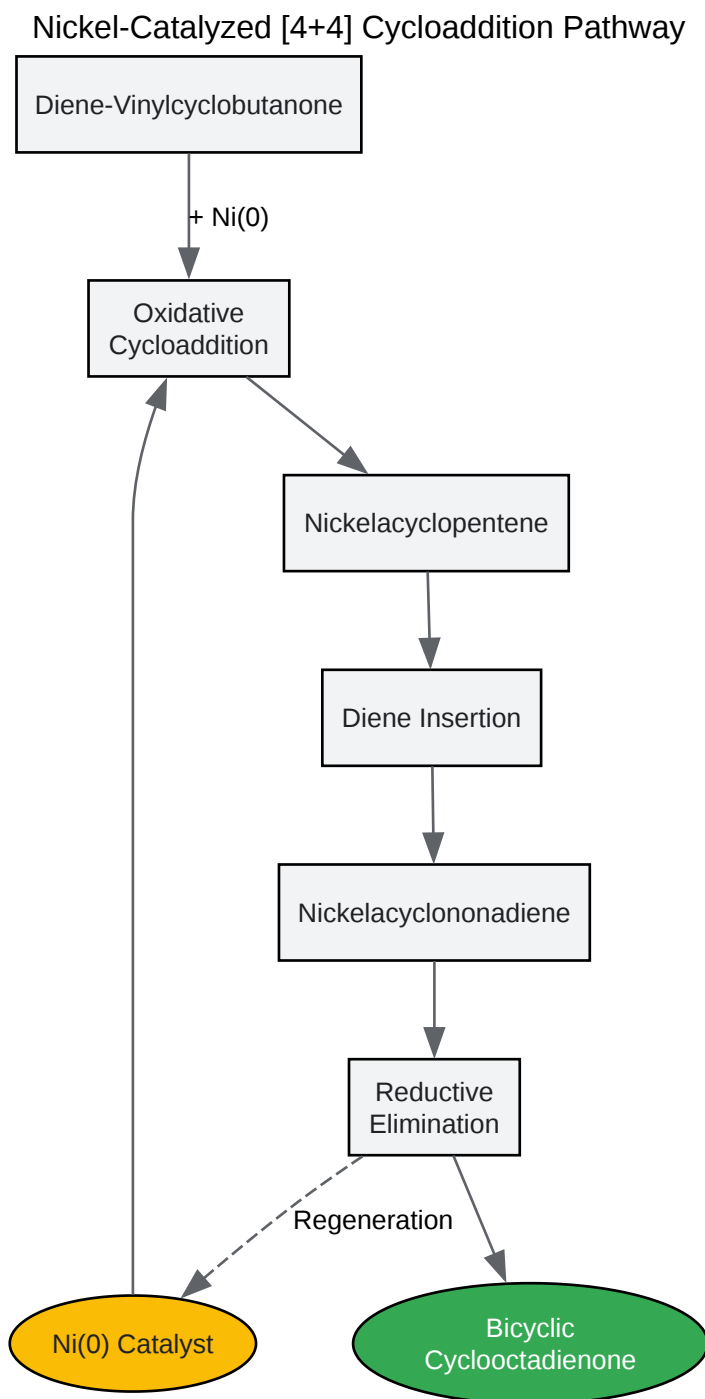 Nickel-Catalyzed [4+4] Cycloaddition Pathway
Diene-Vinylcyclobutanone
+ Ni(0)
Oxidative
Cycloaddition
Nickelacyclopentene
Diene Insertion
Nickelacyclononadiene
Reductive
Elimination
Regeneration
Ni(0) Catalyst
Bicyclic
Cyclooctadienone